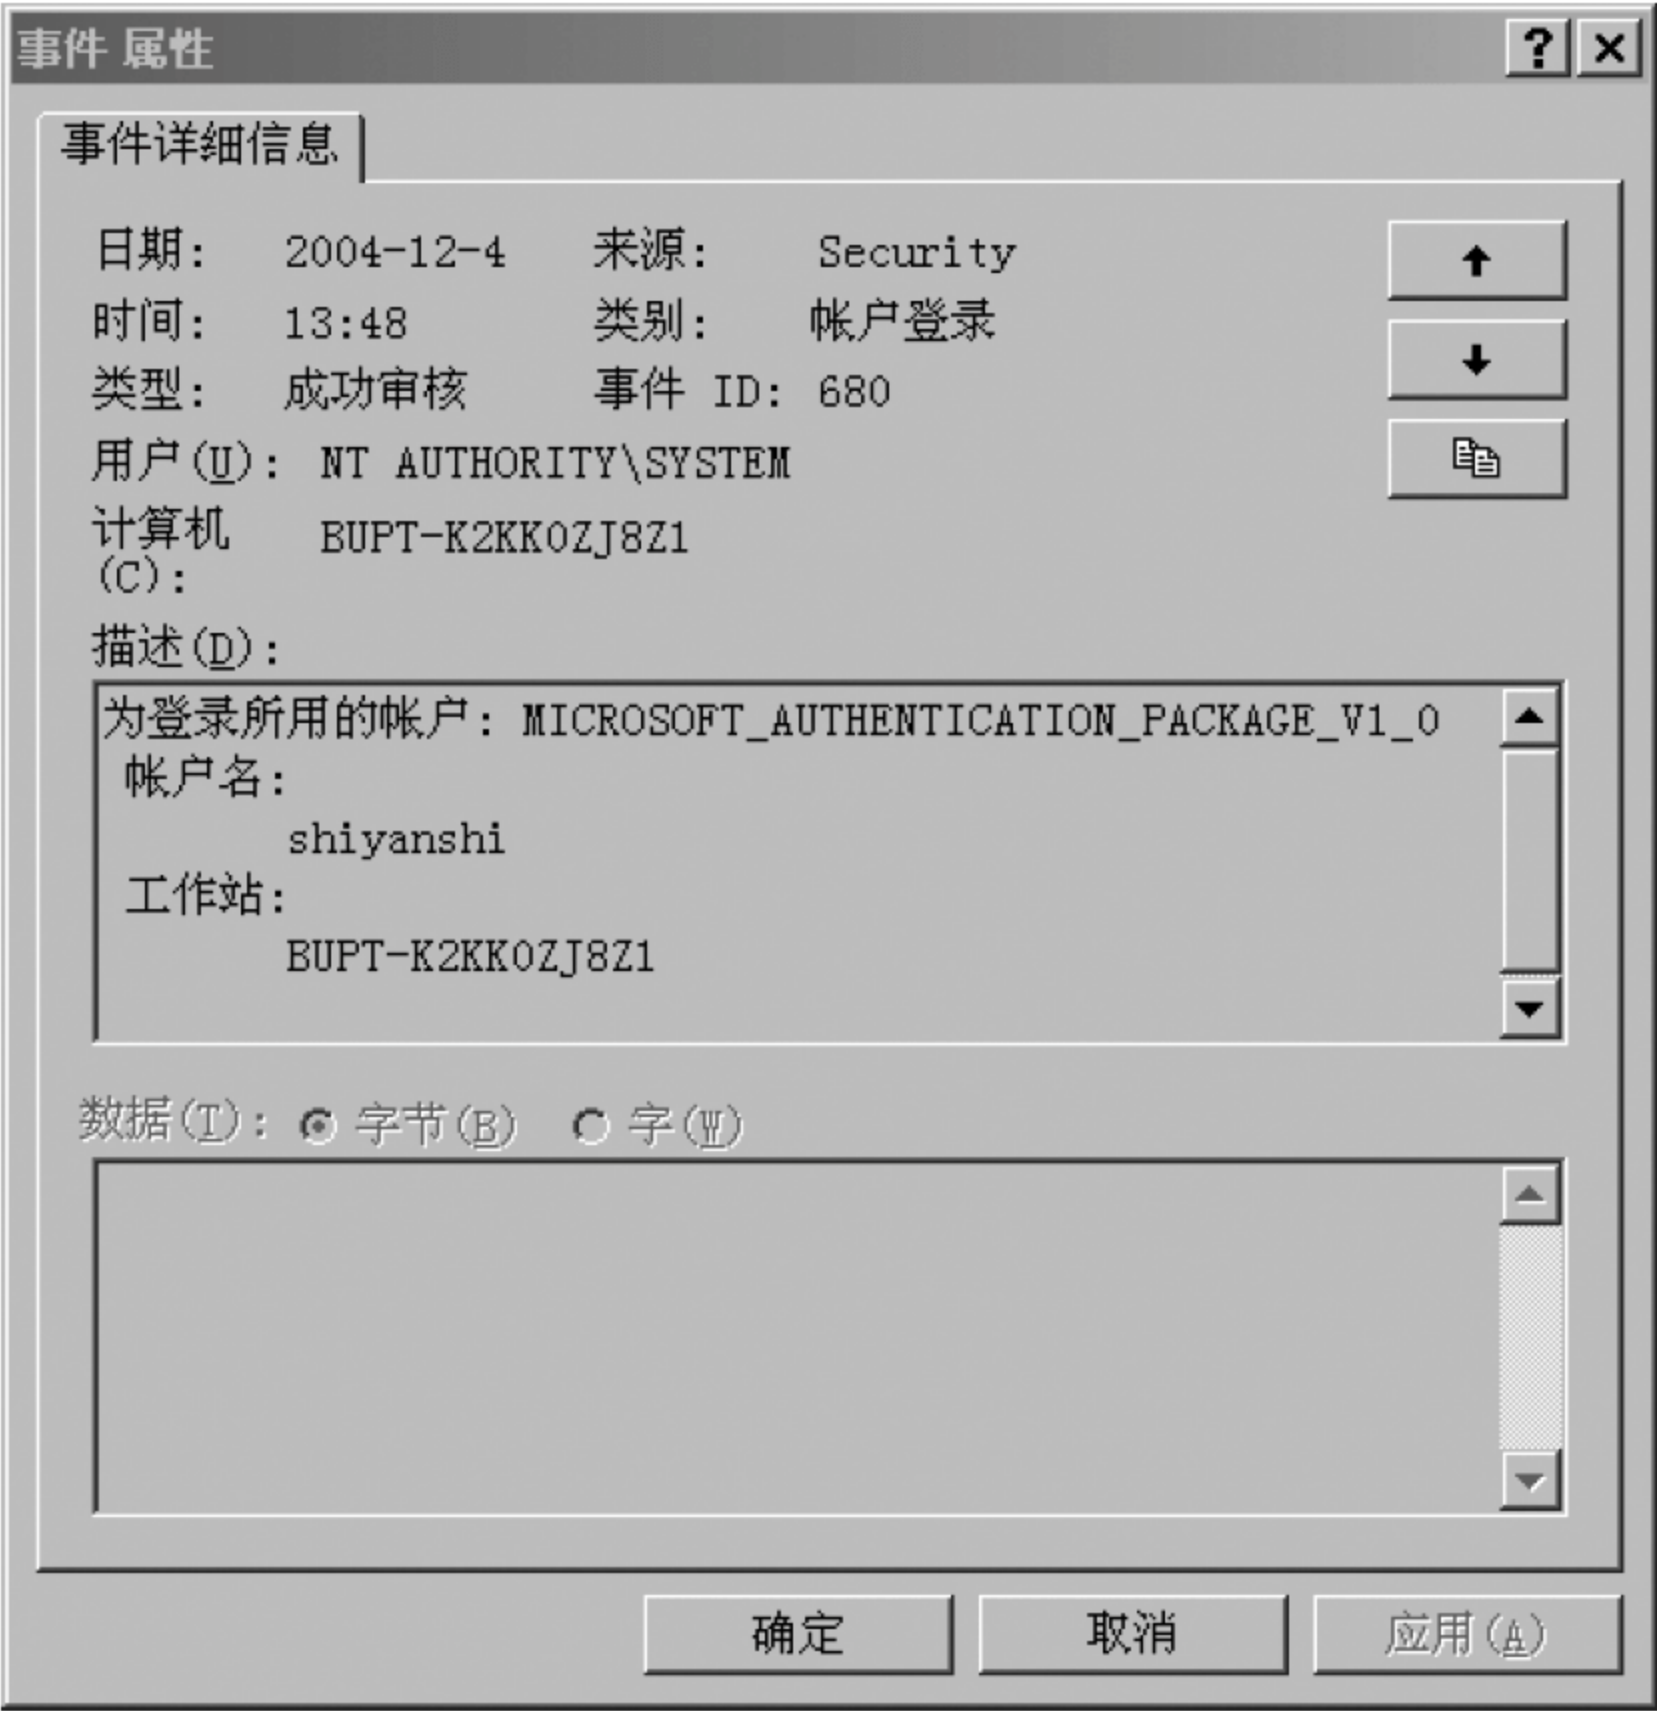 事件 属性
事件详细信息
日期: 2004-12-4 来源: Security
时间: 13:48 类别: 帐户登录
类型: 成功审核 事件 ID: 680
用户(U): NT AUTHORITY\SYSTEM
计算机 BUPT-K2KK0ZJ8Z1
(C):
描述(D):
为登录所用的帐户: MICROSOFT_AUTHENTICATION_PACKAGE_V1_0
帐户名:
shiyanshi
工作站:
BUPT-K2KK0ZJ8Z1
数据(T): 字节(B) 字(W)
确定 取消 应用(A)